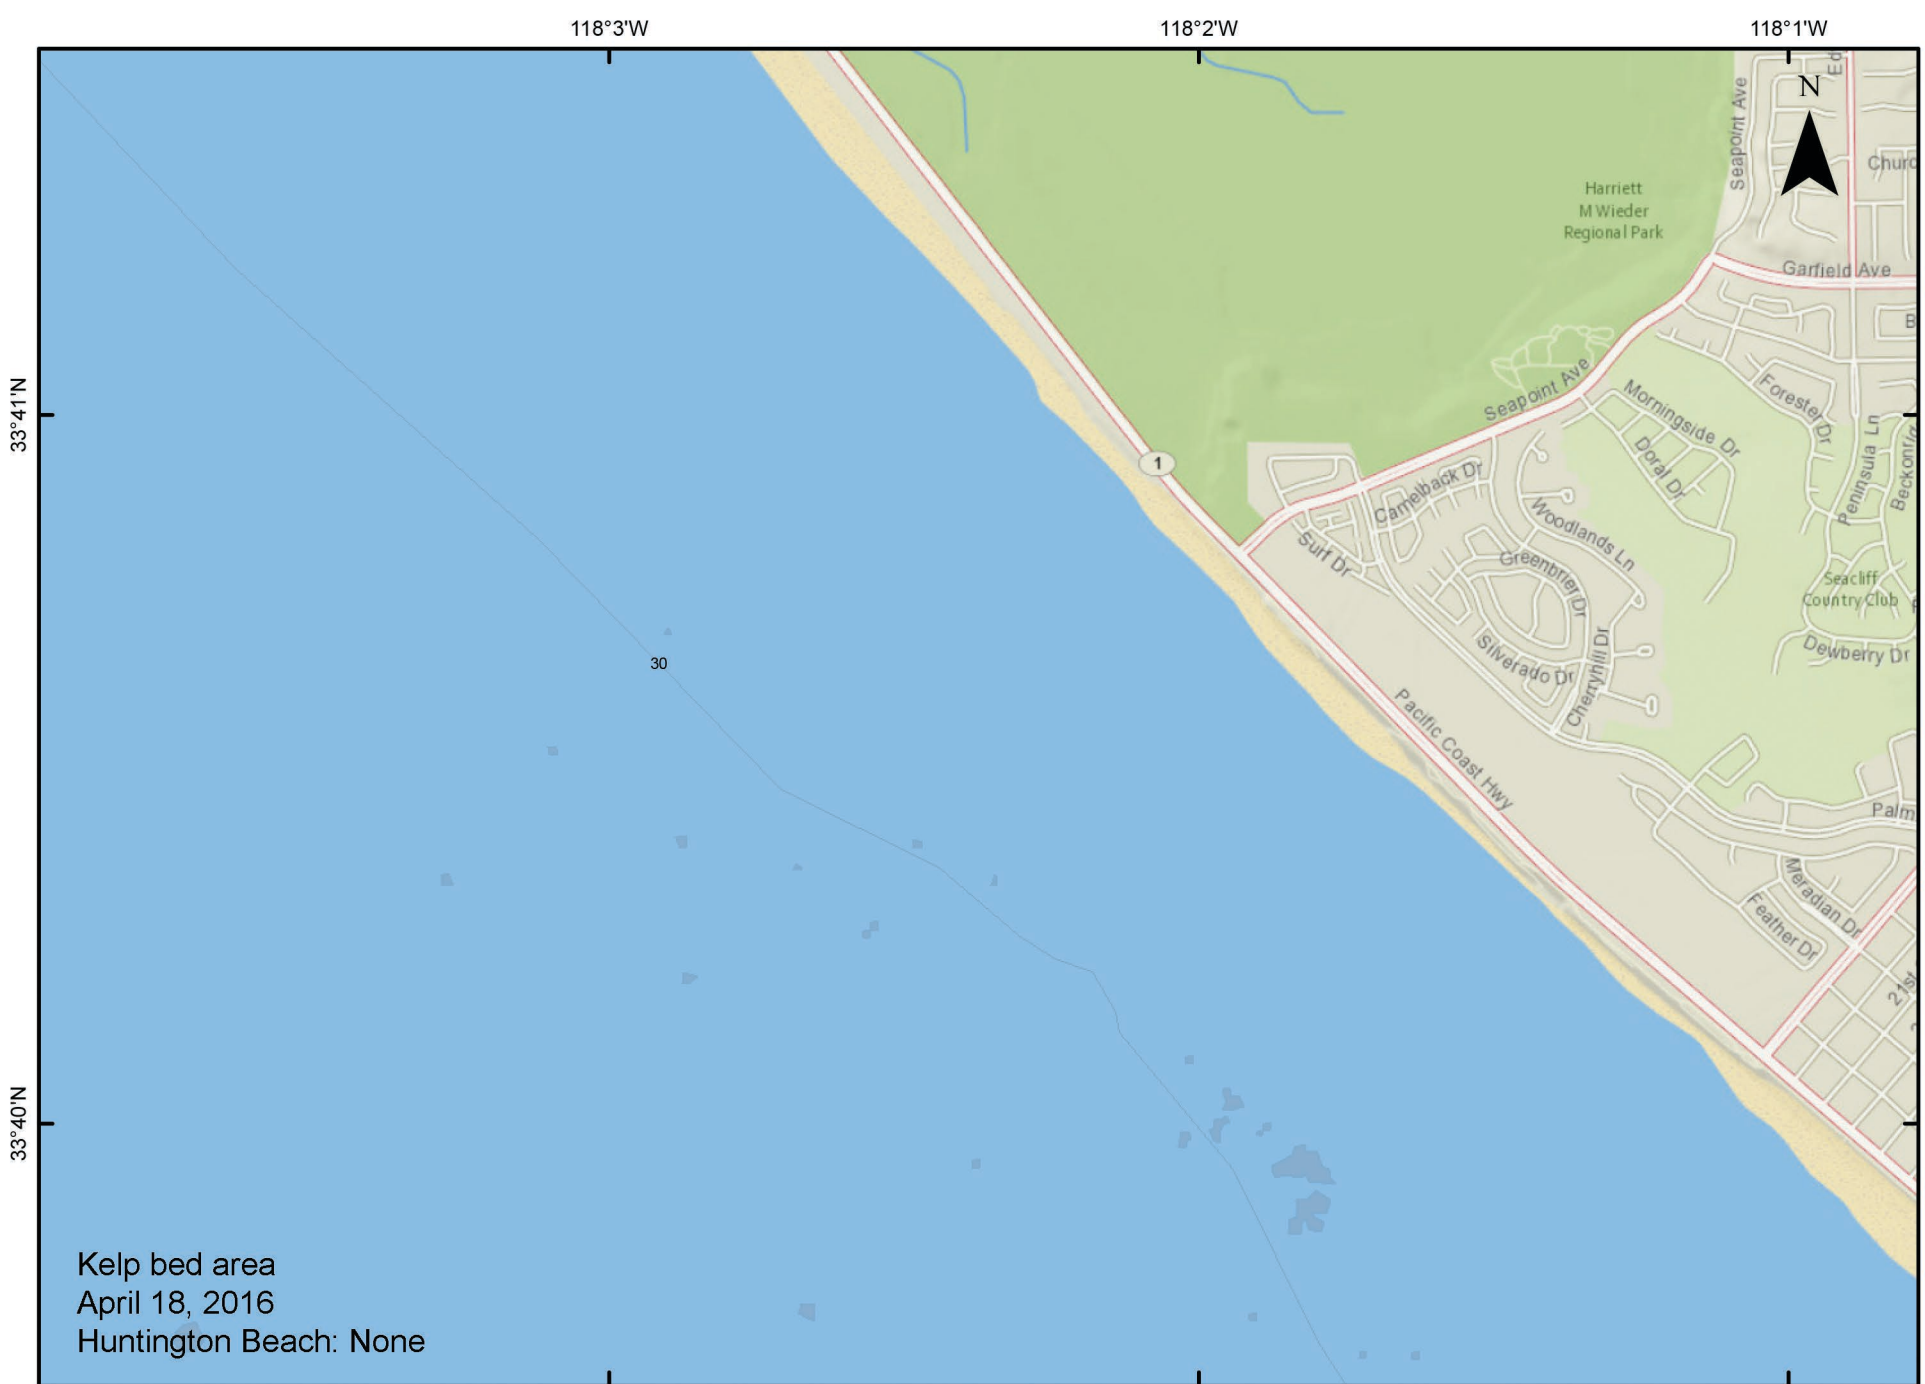 118°3'W
118°2'W
118°1'W
33°41'N
33°40'N
N
Seapoint Ave
Harriett
M Wieder
Regional Park
Garfield Ave
Seapoint Ave
Morningside Dr
Forester Dr
Doral Dr
Peninsula Ln
1
Camelback Dr
Woodlands Ln
Surf Dr
Greenbrier Dr
Seacliff
Country Club
Silverado Dr
Cherryhill Dr
Dewberry Dr
30
Pacific Coast Hwy
Palm
Meradian Dr
Feather Dr
21st
Kelp bed area
April 18, 2016
Huntington Beach: None